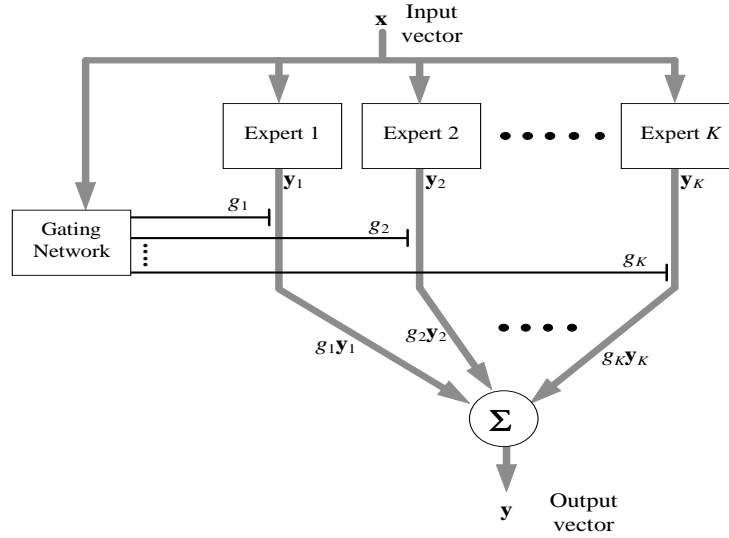 x Input
vector
Expert 1
Expert 2
Expert K
y1
y2
yK
g1
Gating
Network
g2
gK
g1y1
g2y2
gKyK
Σ
y
Output
vector